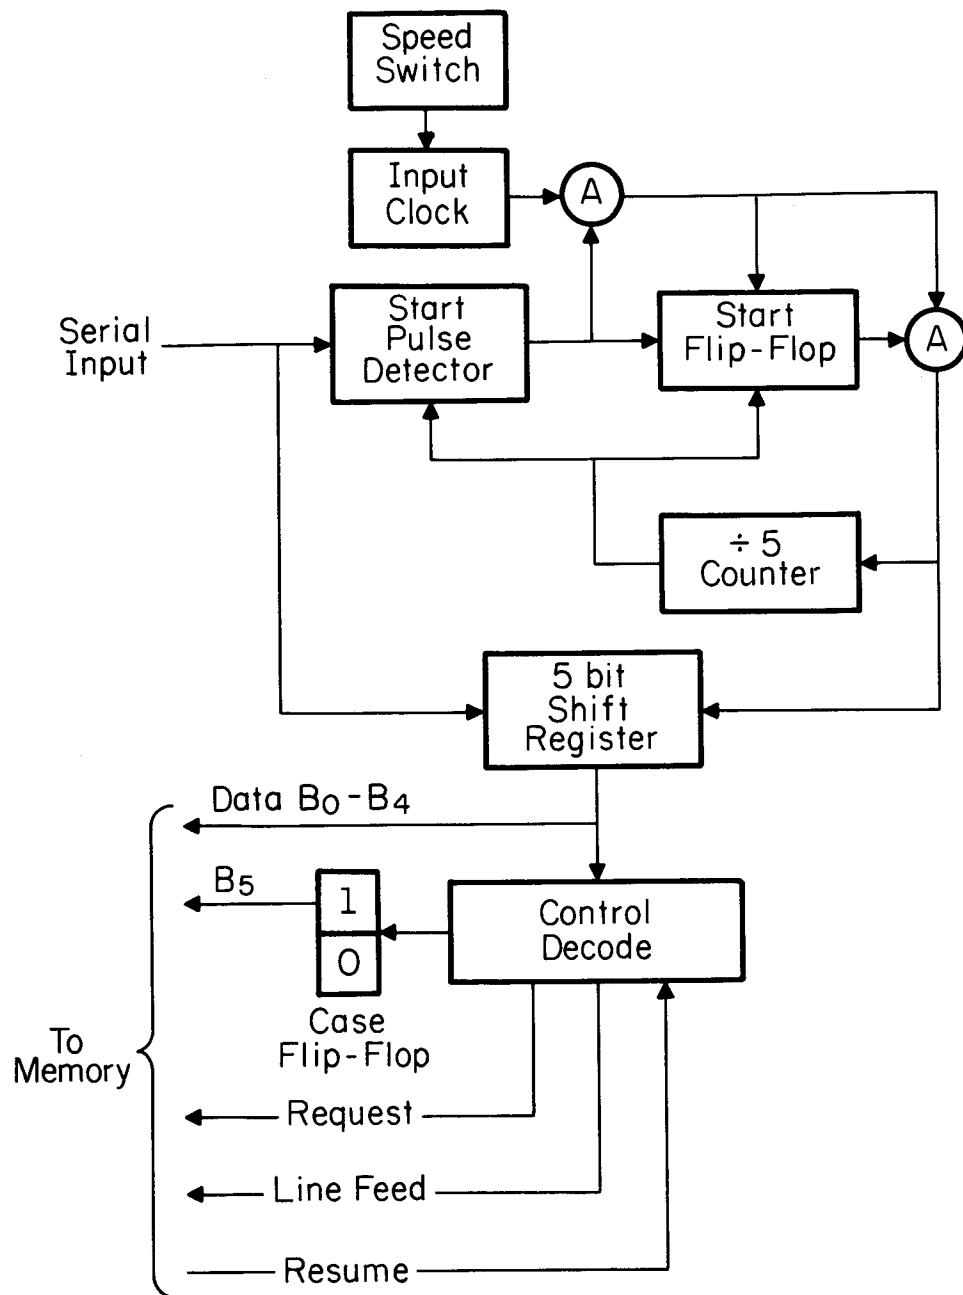 Speed
Switch
Input
Clock
A
Serial
Input
Start
Pulse
Detector
Start
Flip-Flop
A
÷ 5
Counter
5 bit
Shift
Register
Data B0-B4
B5
1
0
Control
Decode
Case
Flip-Flop
To
Memory
Request
Line Feed
Resume